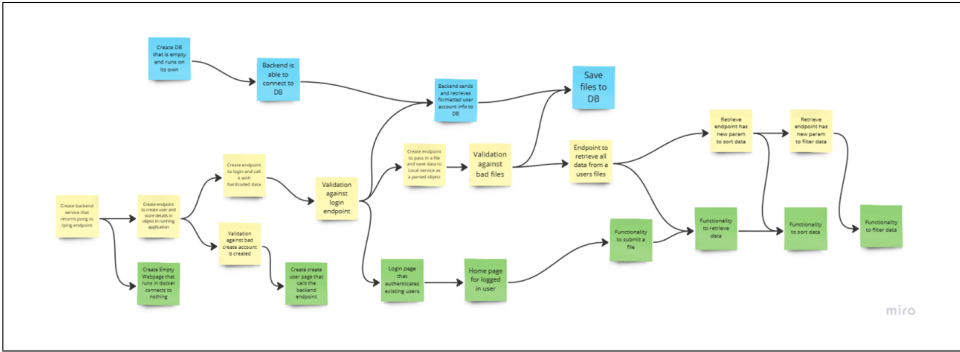 Create DB
that is empty
and runs on
its own
Backend is
able to
connect to
DB
Backend sends
and retrieves
formatted user
account info to
DB
Save
files to
DB
Create endpoint
to login and call
it with
hardcoded data
Validation
against
login
endpoint
Create endpoint
to pass in a file
and save data to
Local service as
a parsed object
Validation
against
bad files
Endpoint to
retrieve all
data from a
users files
Retrieve
endpoint has
new param
to sort data
Retrieve
endpoint has
new param
to filter data
Create backend
service that
returns pong to
/ping endpoint
Create endpoint
to create user and
store details in
object in running
application
Validation
against bad
create account
is created
Functionality
to submit a
file
Functionality
to retrieve
data
Functionality
to sort data
Functionality
to filter data
Create Empty
Webpage that
runs in docker
connects to
nothing
Create create
user page that
calls the
backend
endpoint
Login page
that
authenticates
existing users
Home page
for logged
in user
miro